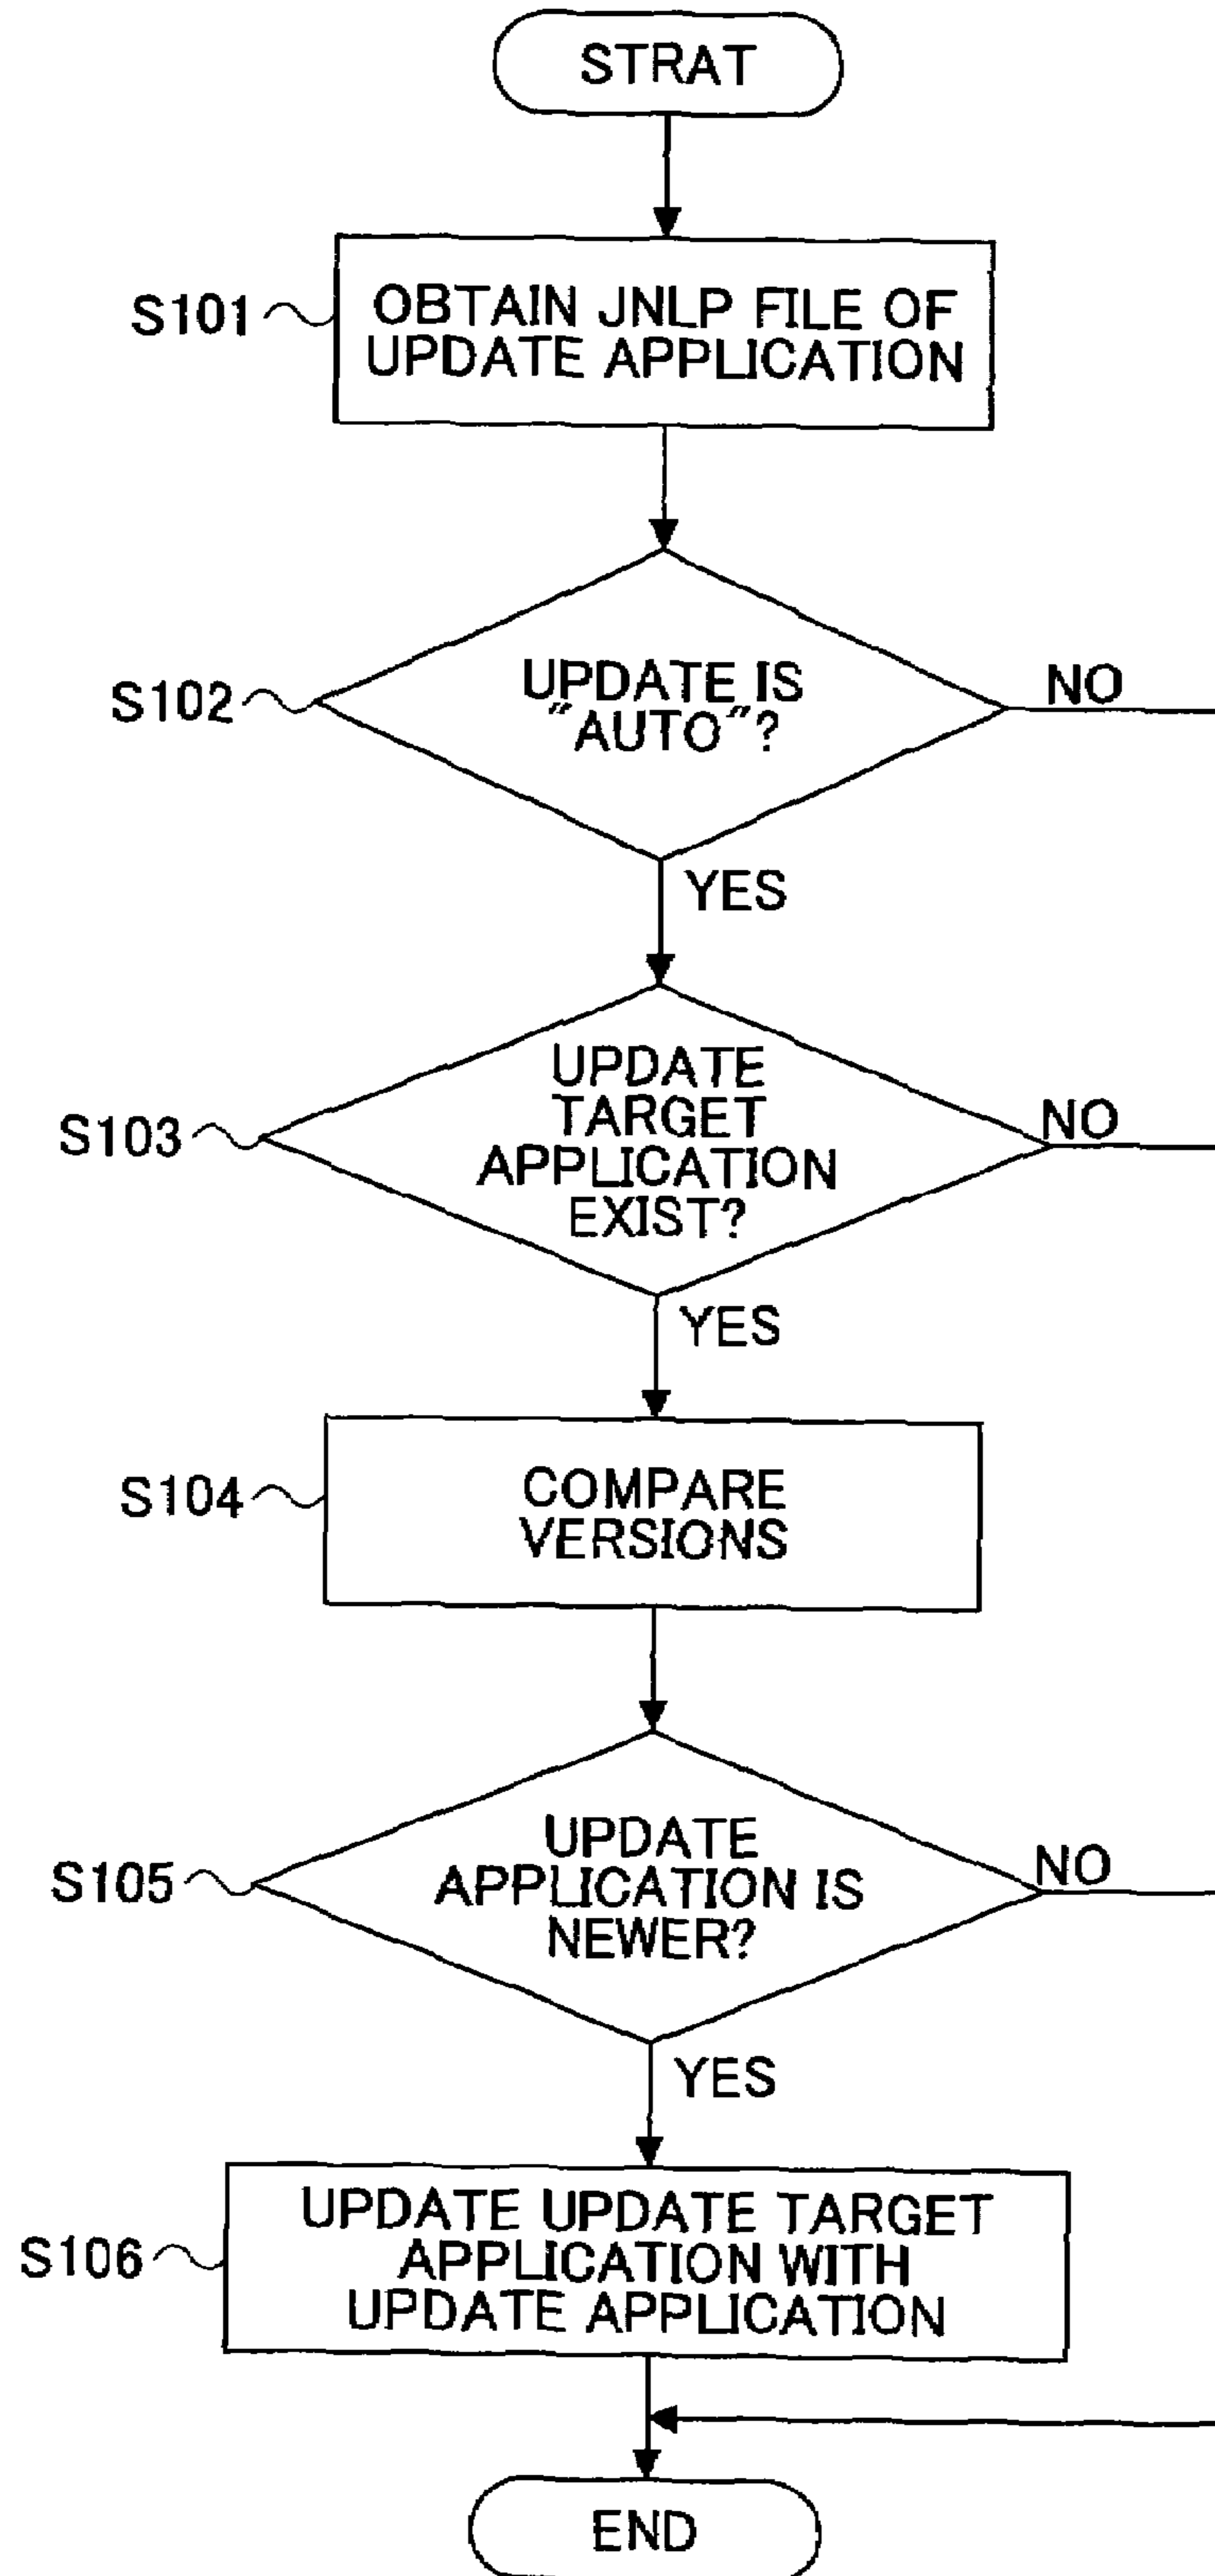 STRAT
S101
OBTAIN JNLP FILE OF
UPDATE APPLICATION
S102
UPDATE IS
"AUTO"?
NO
YES
S103
UPDATE
TARGET
APPLICATION
EXIST?
NO
YES
S104
COMPARE
VERSIONS
S105
UPDATE
APPLICATION IS
NEWER?
NO
YES
S106
UPDATE UPDATE TARGET
APPLICATION WITH
UPDATE APPLICATION
END